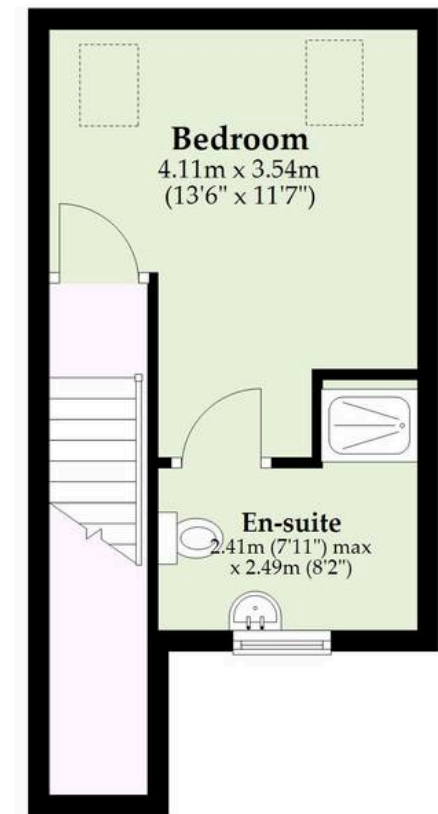 Bedroom
4.11m x 3.54m
(13'6" x 11'7")
En-suite
2.41m (7'11") max
x 2.49m (8'2")